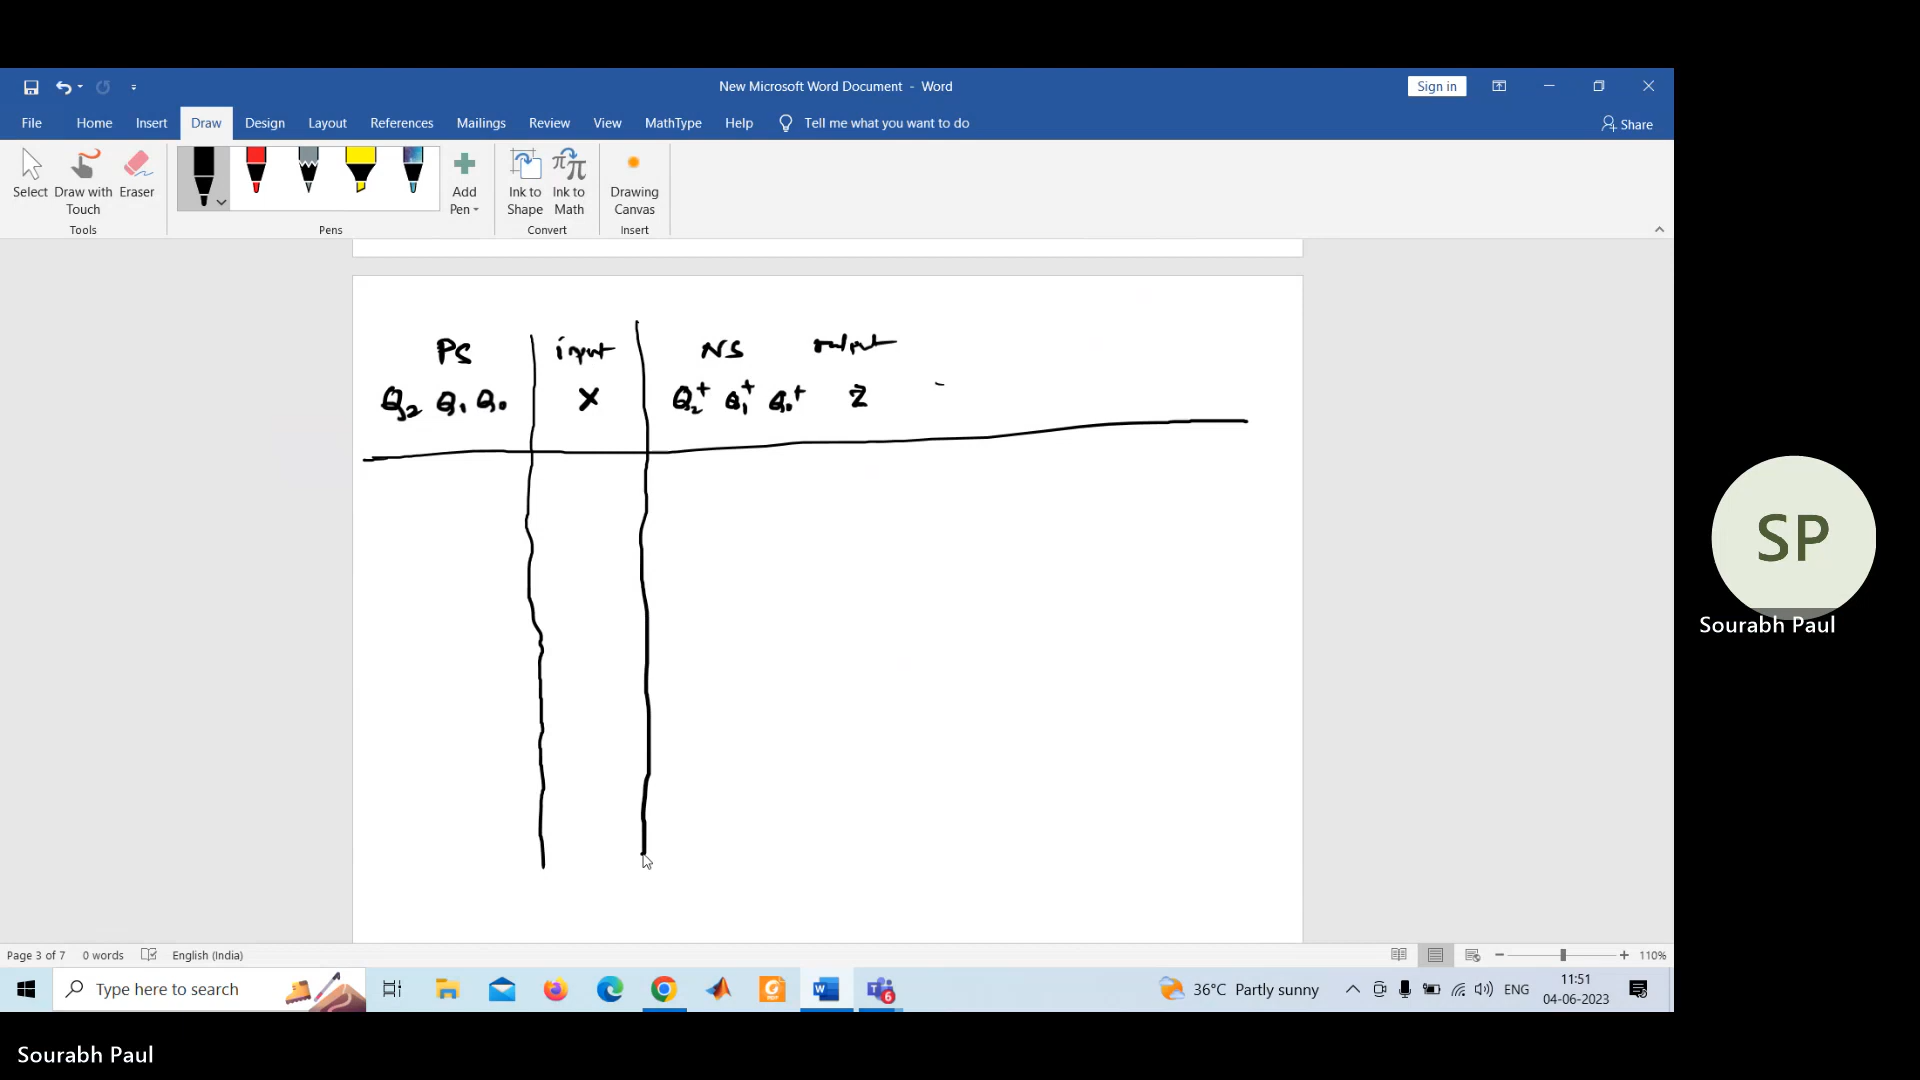 New Microsoft Word Document - Word
Sign in
File Home Insert Draw Design Layout References Mailings Review View MathType Help Tell me what you want to do Share
Select Draw with Touch Eraser
Add Pen
Ink to Shape Ink to Math
Drawing Canvas
Tools Pens Convert Insert
PS input NS output
Q₂ Q₁ Q₀ X Q₂⁺ Q₁⁺ Q₀⁺ Z
SP
Sourabh Paul
Page 3 of 7 0 words English (India) 110%
Type here to search
6
36°C Partly sunny
ENG
11:51
04-06-2023
Sourabh Paul